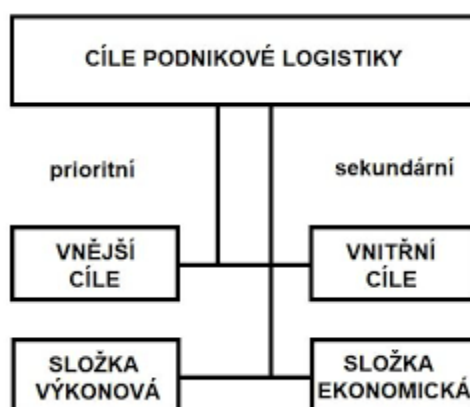 CÍLE PODNIKOVÉ LOGISTIKY
prioritní
sekundární
VNĚJŠÍ
CÍLE
VNITŘNÍ
CÍLE
SLOŽKA
VÝKONOVÁ
SLOŽKA
EKONOMICKÁ